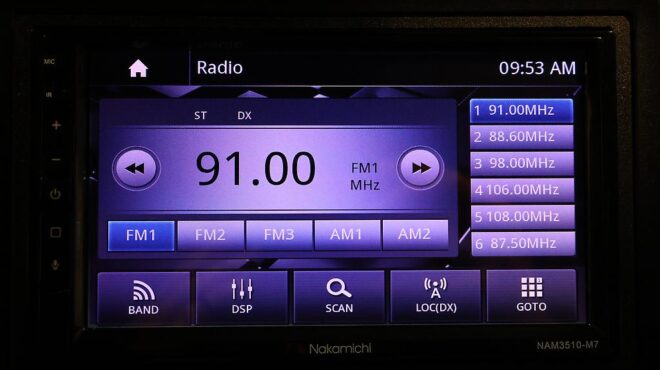 MIC
Radio
09:53 AM
IR
ST DX
91.00
FM1
MHz
FM1 FM2 FM3 AM1 AM2
1 91.00MHz
2 88.60MHz
3 98.00MHz
4 106.00MHz
5 108.00MHz
6 87.50MHz
BAND
DSP
SCAN
A
LOC(DX)
GOTO
Nakamichi
NAM3510-M7